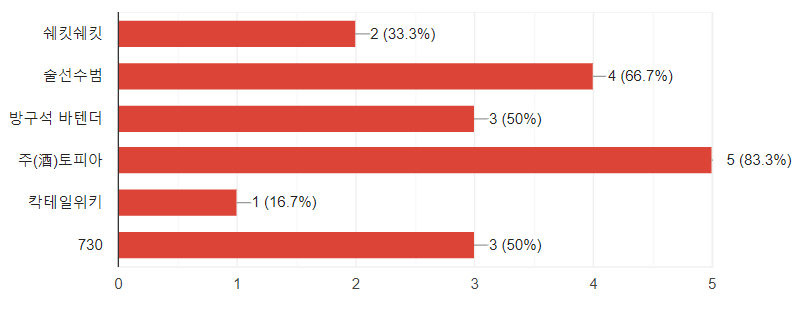 쉐킷쉐킷
2 (33.3%)
술선수범
4 (66.7%)
방구석 바텐더
3 (50%)
주(酒)토피아
5 (83.3%)
칵테일위키
1 (16.7%)
730
3 (50%)
0 1 2 3 4 5